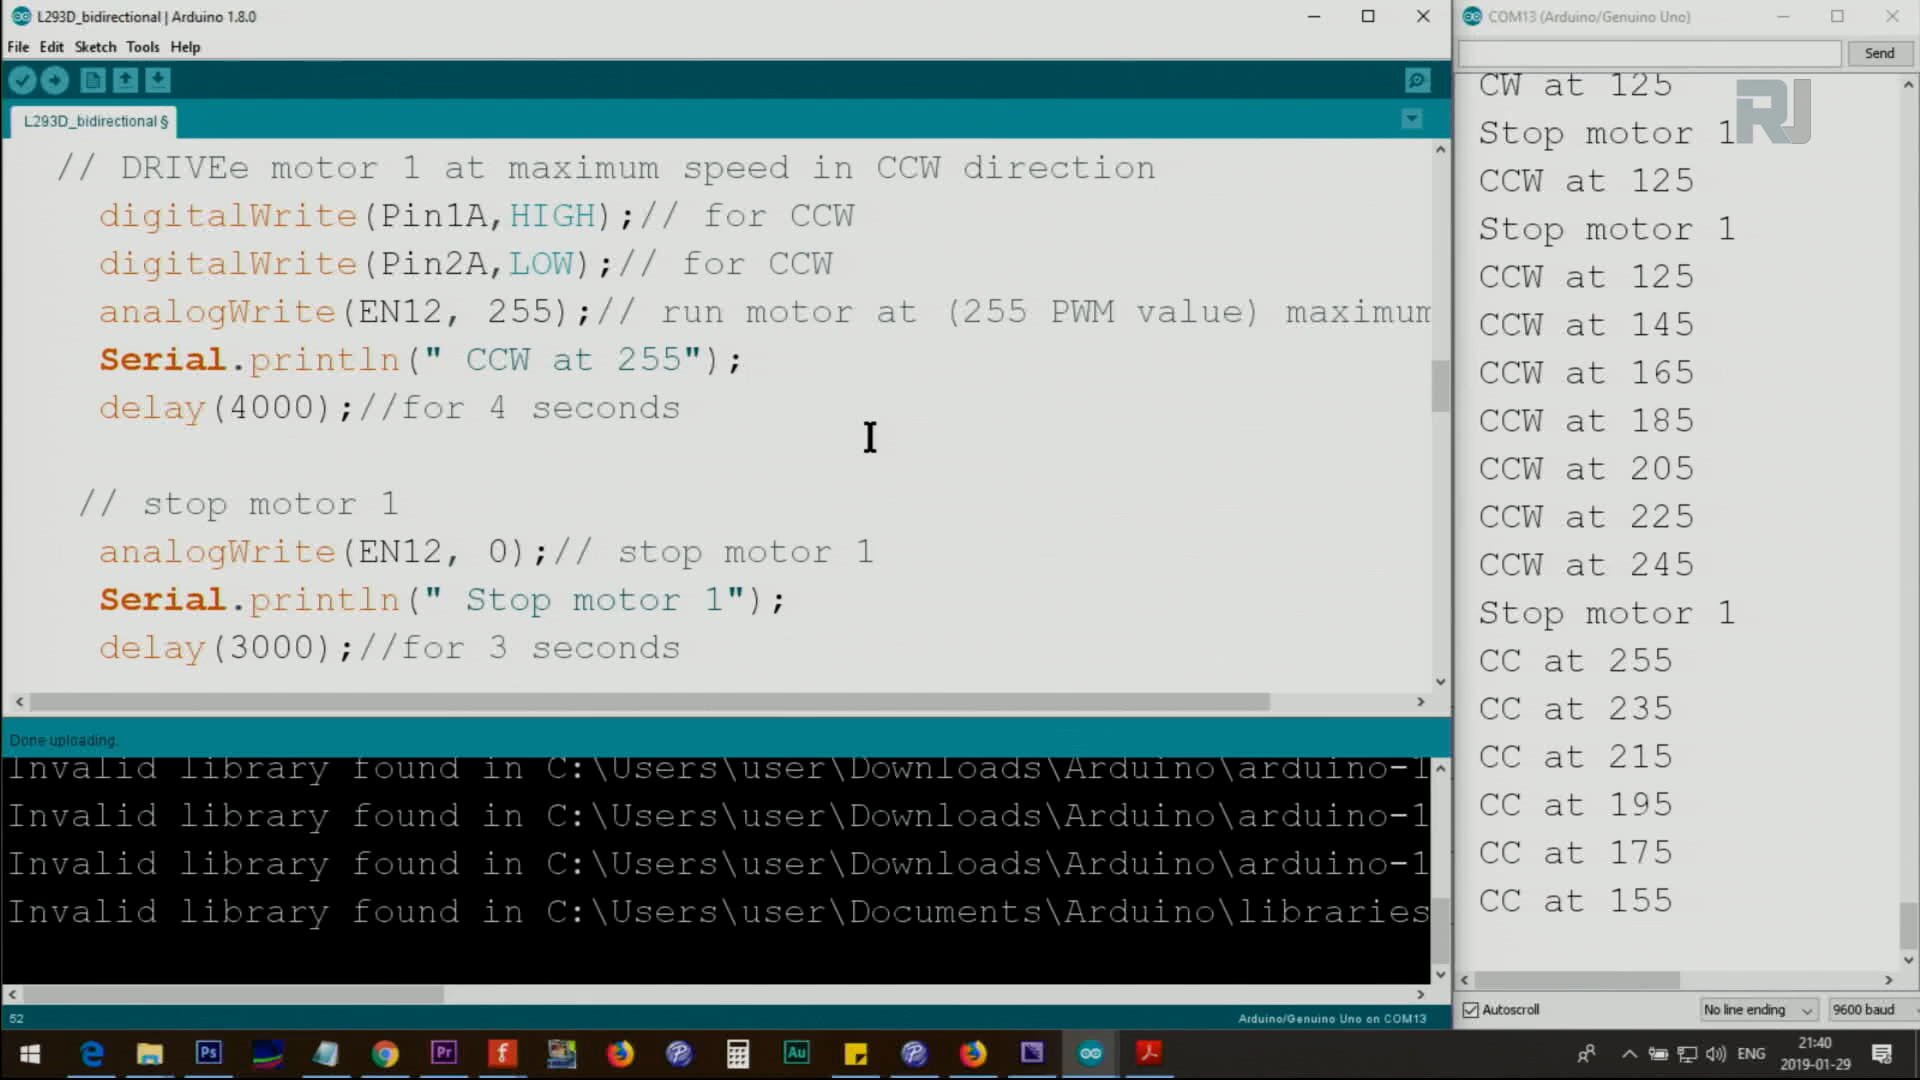 L293D_bidirectional | Arduino 1.8.0
File Edit Sketch Tools Help
L293D_bidirectional §
// DRIVEe motor 1 at maximum speed in CCW direction
digitalWrite(Pin1A,HIGH);// for CCW
digitalWrite(Pin2A,LOW);// for CCW
analogWrite(EN12, 255);// run motor at (255 PWM value) maximum
Serial.println(" CCW at 255");
delay(4000);//for 4 seconds
// stop motor 1
analogWrite(EN12, 0);// stop motor 1
Serial.println(" Stop motor 1");
delay(3000);//for 3 seconds
Done uploading.
Invalid library found in C:\Users\user\Downloads\Arduino\arduino-1
Invalid library found in C:\Users\user\Downloads\Arduino\arduino-1
Invalid library found in C:\Users\user\Downloads\Arduino\arduino-1
Invalid library found in C:\Users\user\Documents\Arduino\libraries
52
Arduino/Genuino Uno on COM13
COM13 (Arduino/Genuino Uno)
Send
CW at 125
Stop motor 1
CCW at 125
Stop motor 1
CCW at 125
CCW at 145
CCW at 165
CCW at 185
CCW at 205
CCW at 225
CCW at 245
Stop motor 1
CC at 255
CC at 235
CC at 215
CC at 195
CC at 175
CC at 155
RJ
Autoscroll
No line ending
9600 baud
Ps
Pr
f
Au
ENG
21:40
2019-01-29